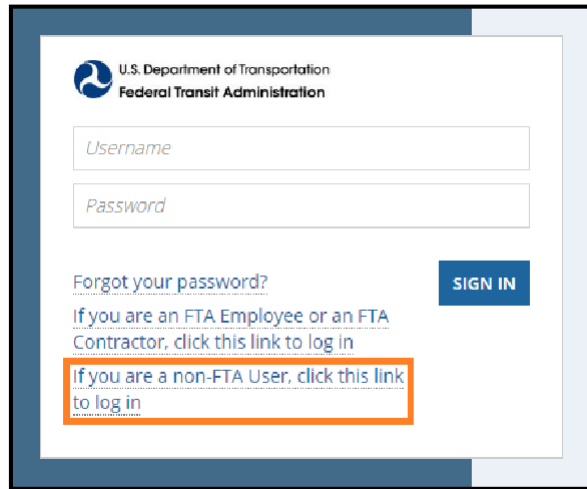 U.S. Department of Transportation
Federal Transit Administration
Username
Password
Forgot your password?
SIGN IN
If you are an FTA Employee or an FTA
Contractor, click this link to log in
If you are a non-FTA User, click this link
to log in